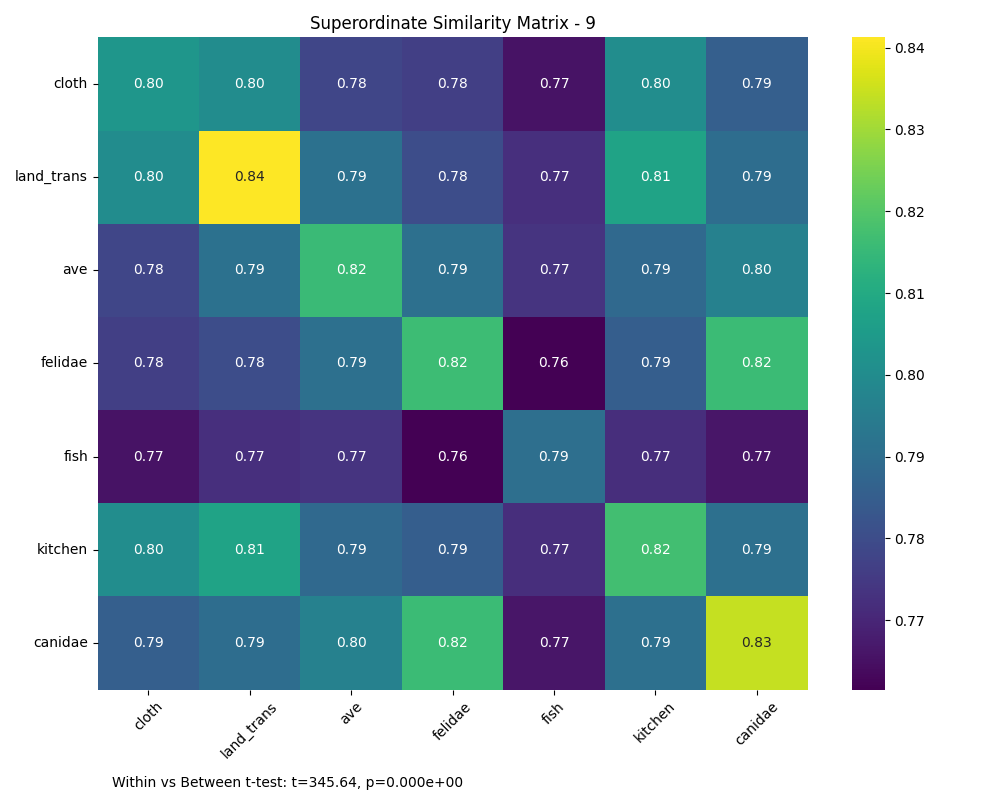 Superordinate Similarity Matrix - 9
cloth 0.80 0.80 0.78 0.78 0.77 0.80 0.79
land_trans 0.80 0.84 0.79 0.78 0.77 0.81 0.79
ave 0.78 0.79 0.82 0.79 0.77 0.79 0.80
felidae 0.78 0.78 0.79 0.82 0.76 0.79 0.82
fish 0.77 0.77 0.77 0.76 0.79 0.77 0.77
kitchen 0.80 0.81 0.79 0.79 0.77 0.82 0.79
canidae 0.79 0.79 0.80 0.82 0.77 0.79 0.83
cloth land_trans ave felidae fish kitchen canidae
0.84
0.83
0.82
0.81
0.80
0.79
0.78
0.77
Within vs Between t-test: t=345.64, p=0.000e+00